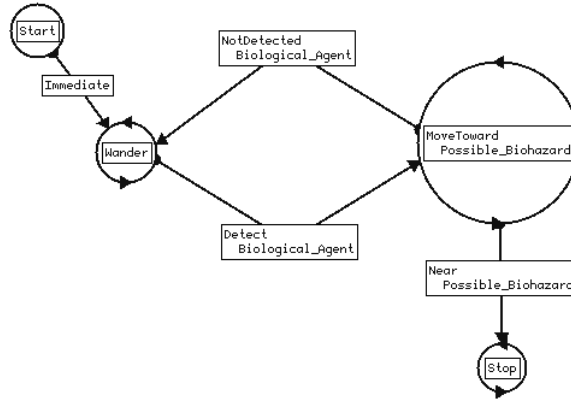 Start
NotDetected
Biological_Agent
Immediate
MoveToward
Possible_Biohazard
Wander
Detect
Biological_Agent
Near
Possible_Biohazard
Stop